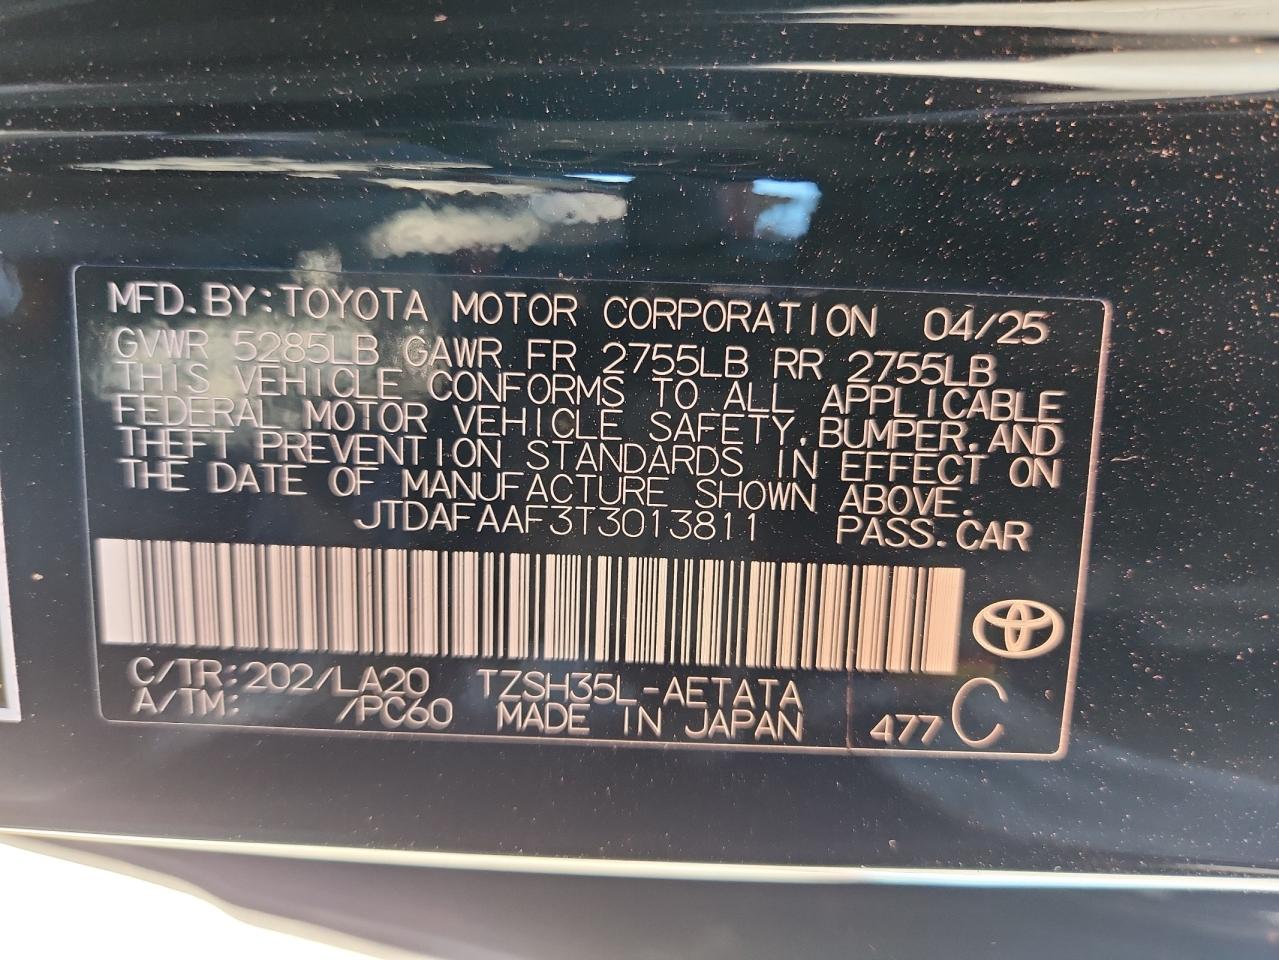 MFD.BY:TOYOTA MOTOR CORPORATION 04/25
GVWR 5285LB GAWR FR 2755LB RR 2755LB
THIS VEHICLE CONFORMS TO ALL APPLICABLE
FEDERAL MOTOR VEHICLE SAFETY,BUMPER,AND
THEFT PREVENTION STANDARDS IN EFFECT ON
THE DATE OF MANUFACTURE SHOWN ABOVE.
JTDAFAAF3T3013811 PASS.CAR
C/TR:202/LA20 TZSH35L-AETATA
A/TM: /PC60 MADE IN JAPAN 477 C